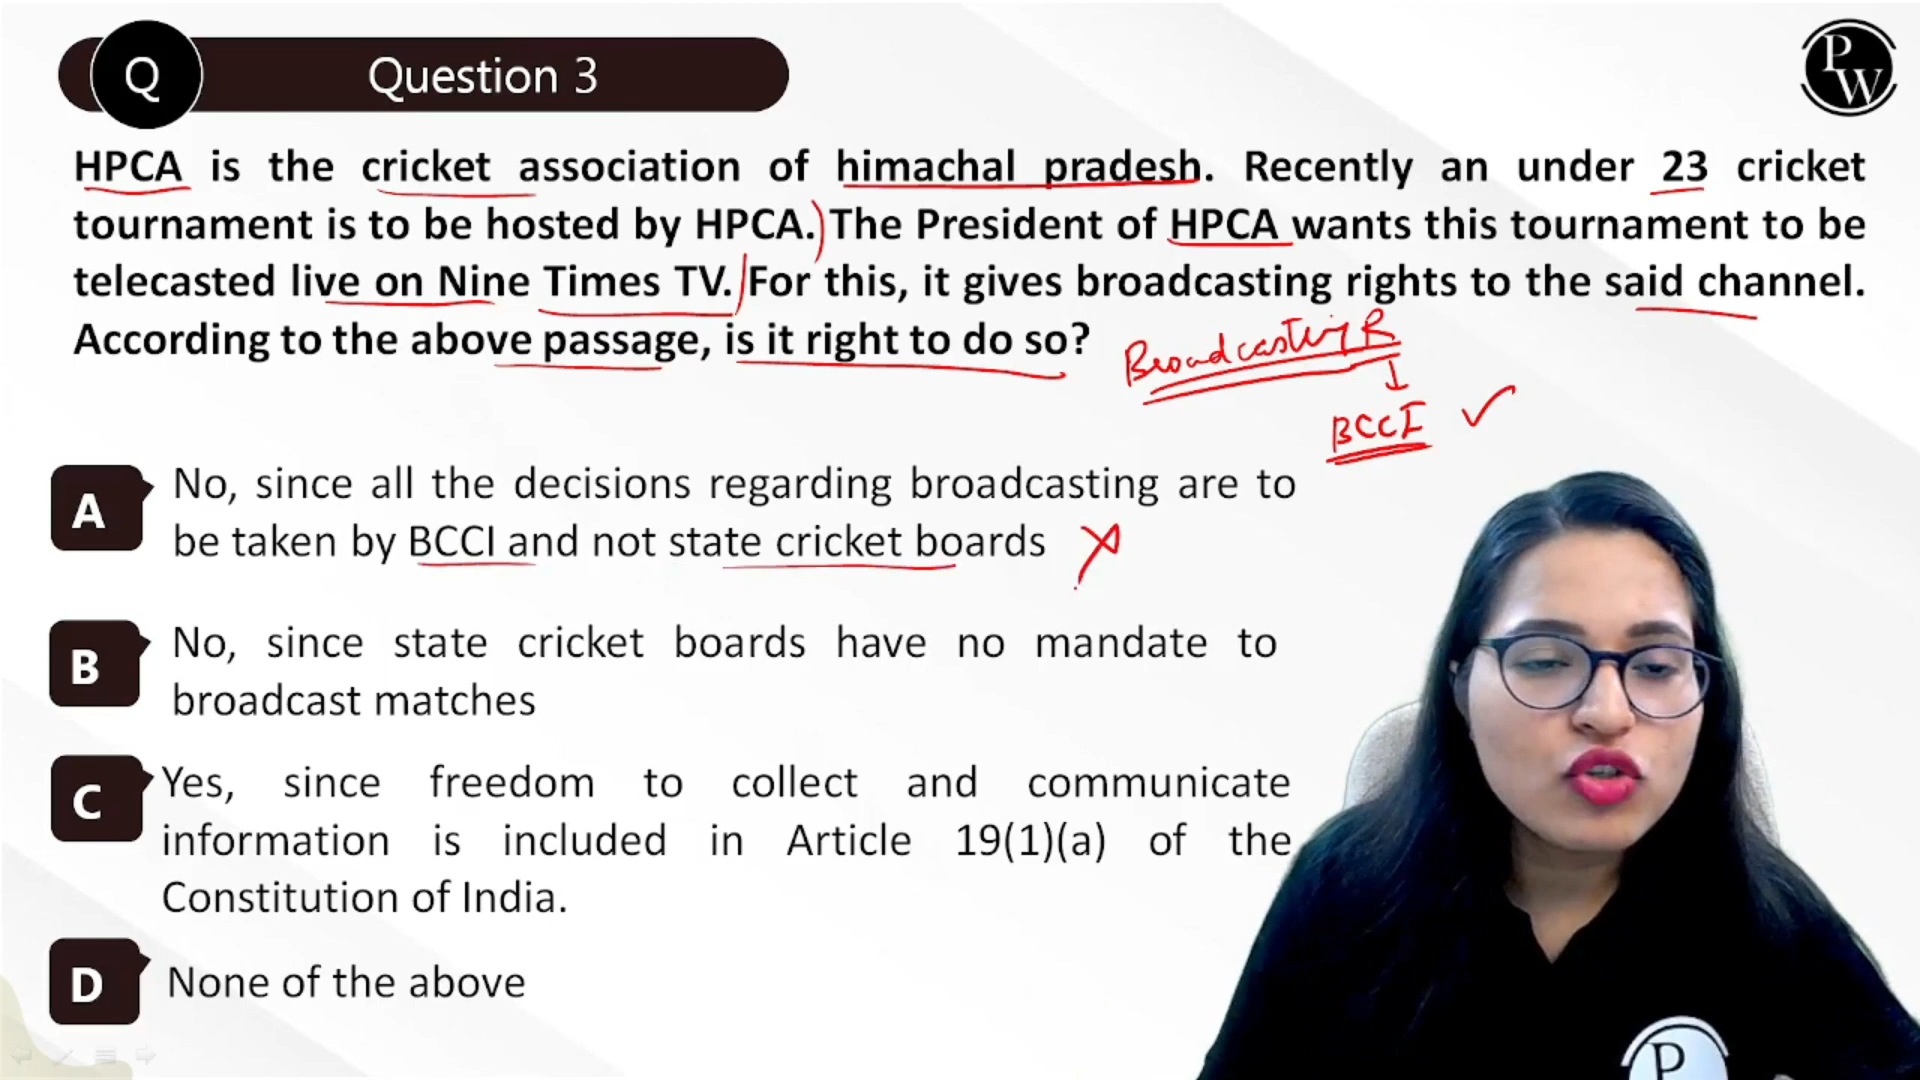 Q Question 3
PW
HPCA is the cricket association of himachal pradesh. Recently an under 23 cricket
tournament is to be hosted by HPCA. The President of HPCA wants this tournament to be
telecasted live on Nine Times TV. For this, it gives broadcasting rights to the said channel.
According to the above passage, is it right to do so?
Broadcasting R
BCCI
A No, since all the decisions regarding broadcasting are to
be taken by BCCI and not state cricket boards
B No, since state cricket boards have no mandate to
broadcast matches
C Yes, since freedom to collect and communicate
information is included in Article 19(1)(a) of the
Constitution of India.
D None of the above
P